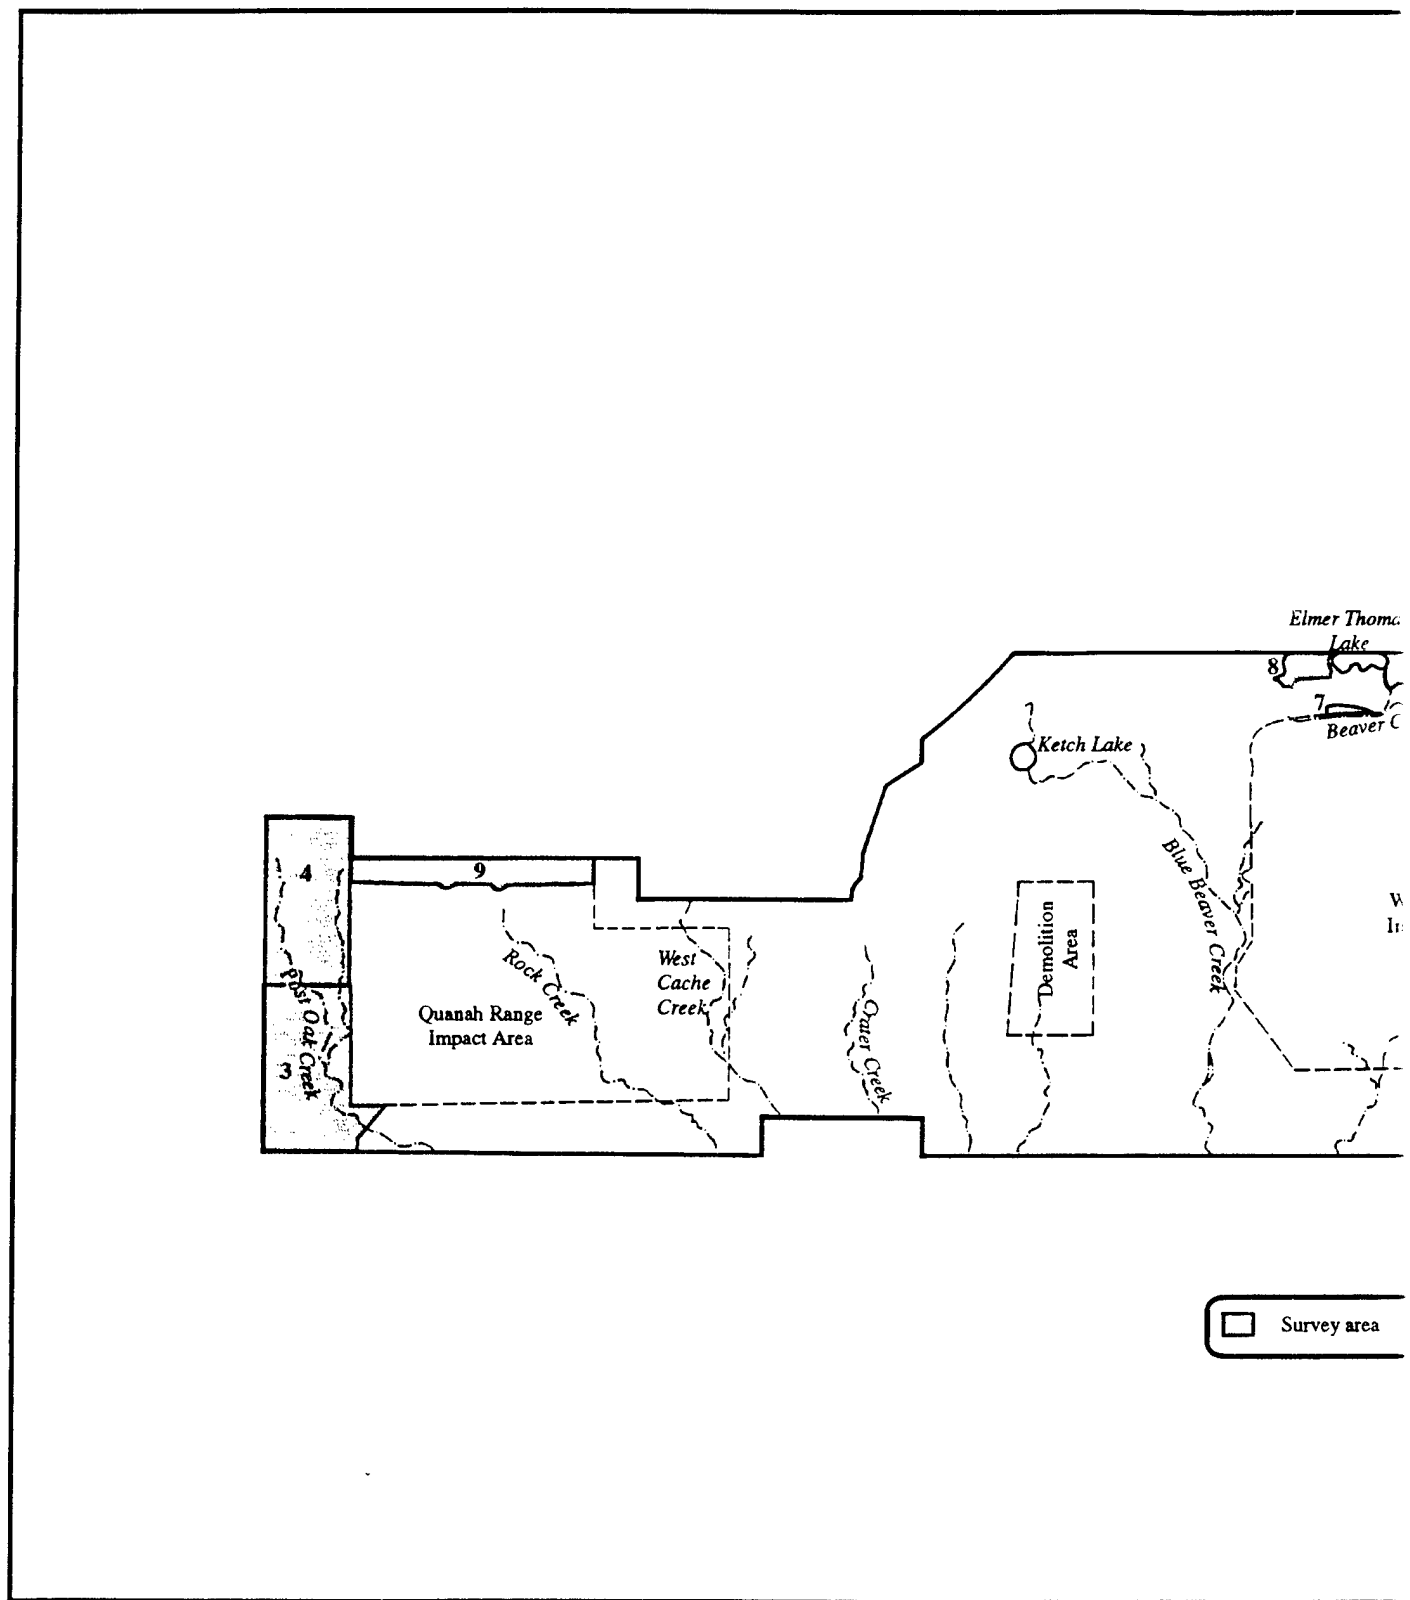 Elmer Thoma
Lake
8
7
Beaver C
Ketch Lake
4
9
Blue Beaver Creek
Demolition
Area
W
West
Cache
Creek
Rock Creek
Post Oak Creek
Quanah Range
Impact Area
Crater Creek
3
Survey area